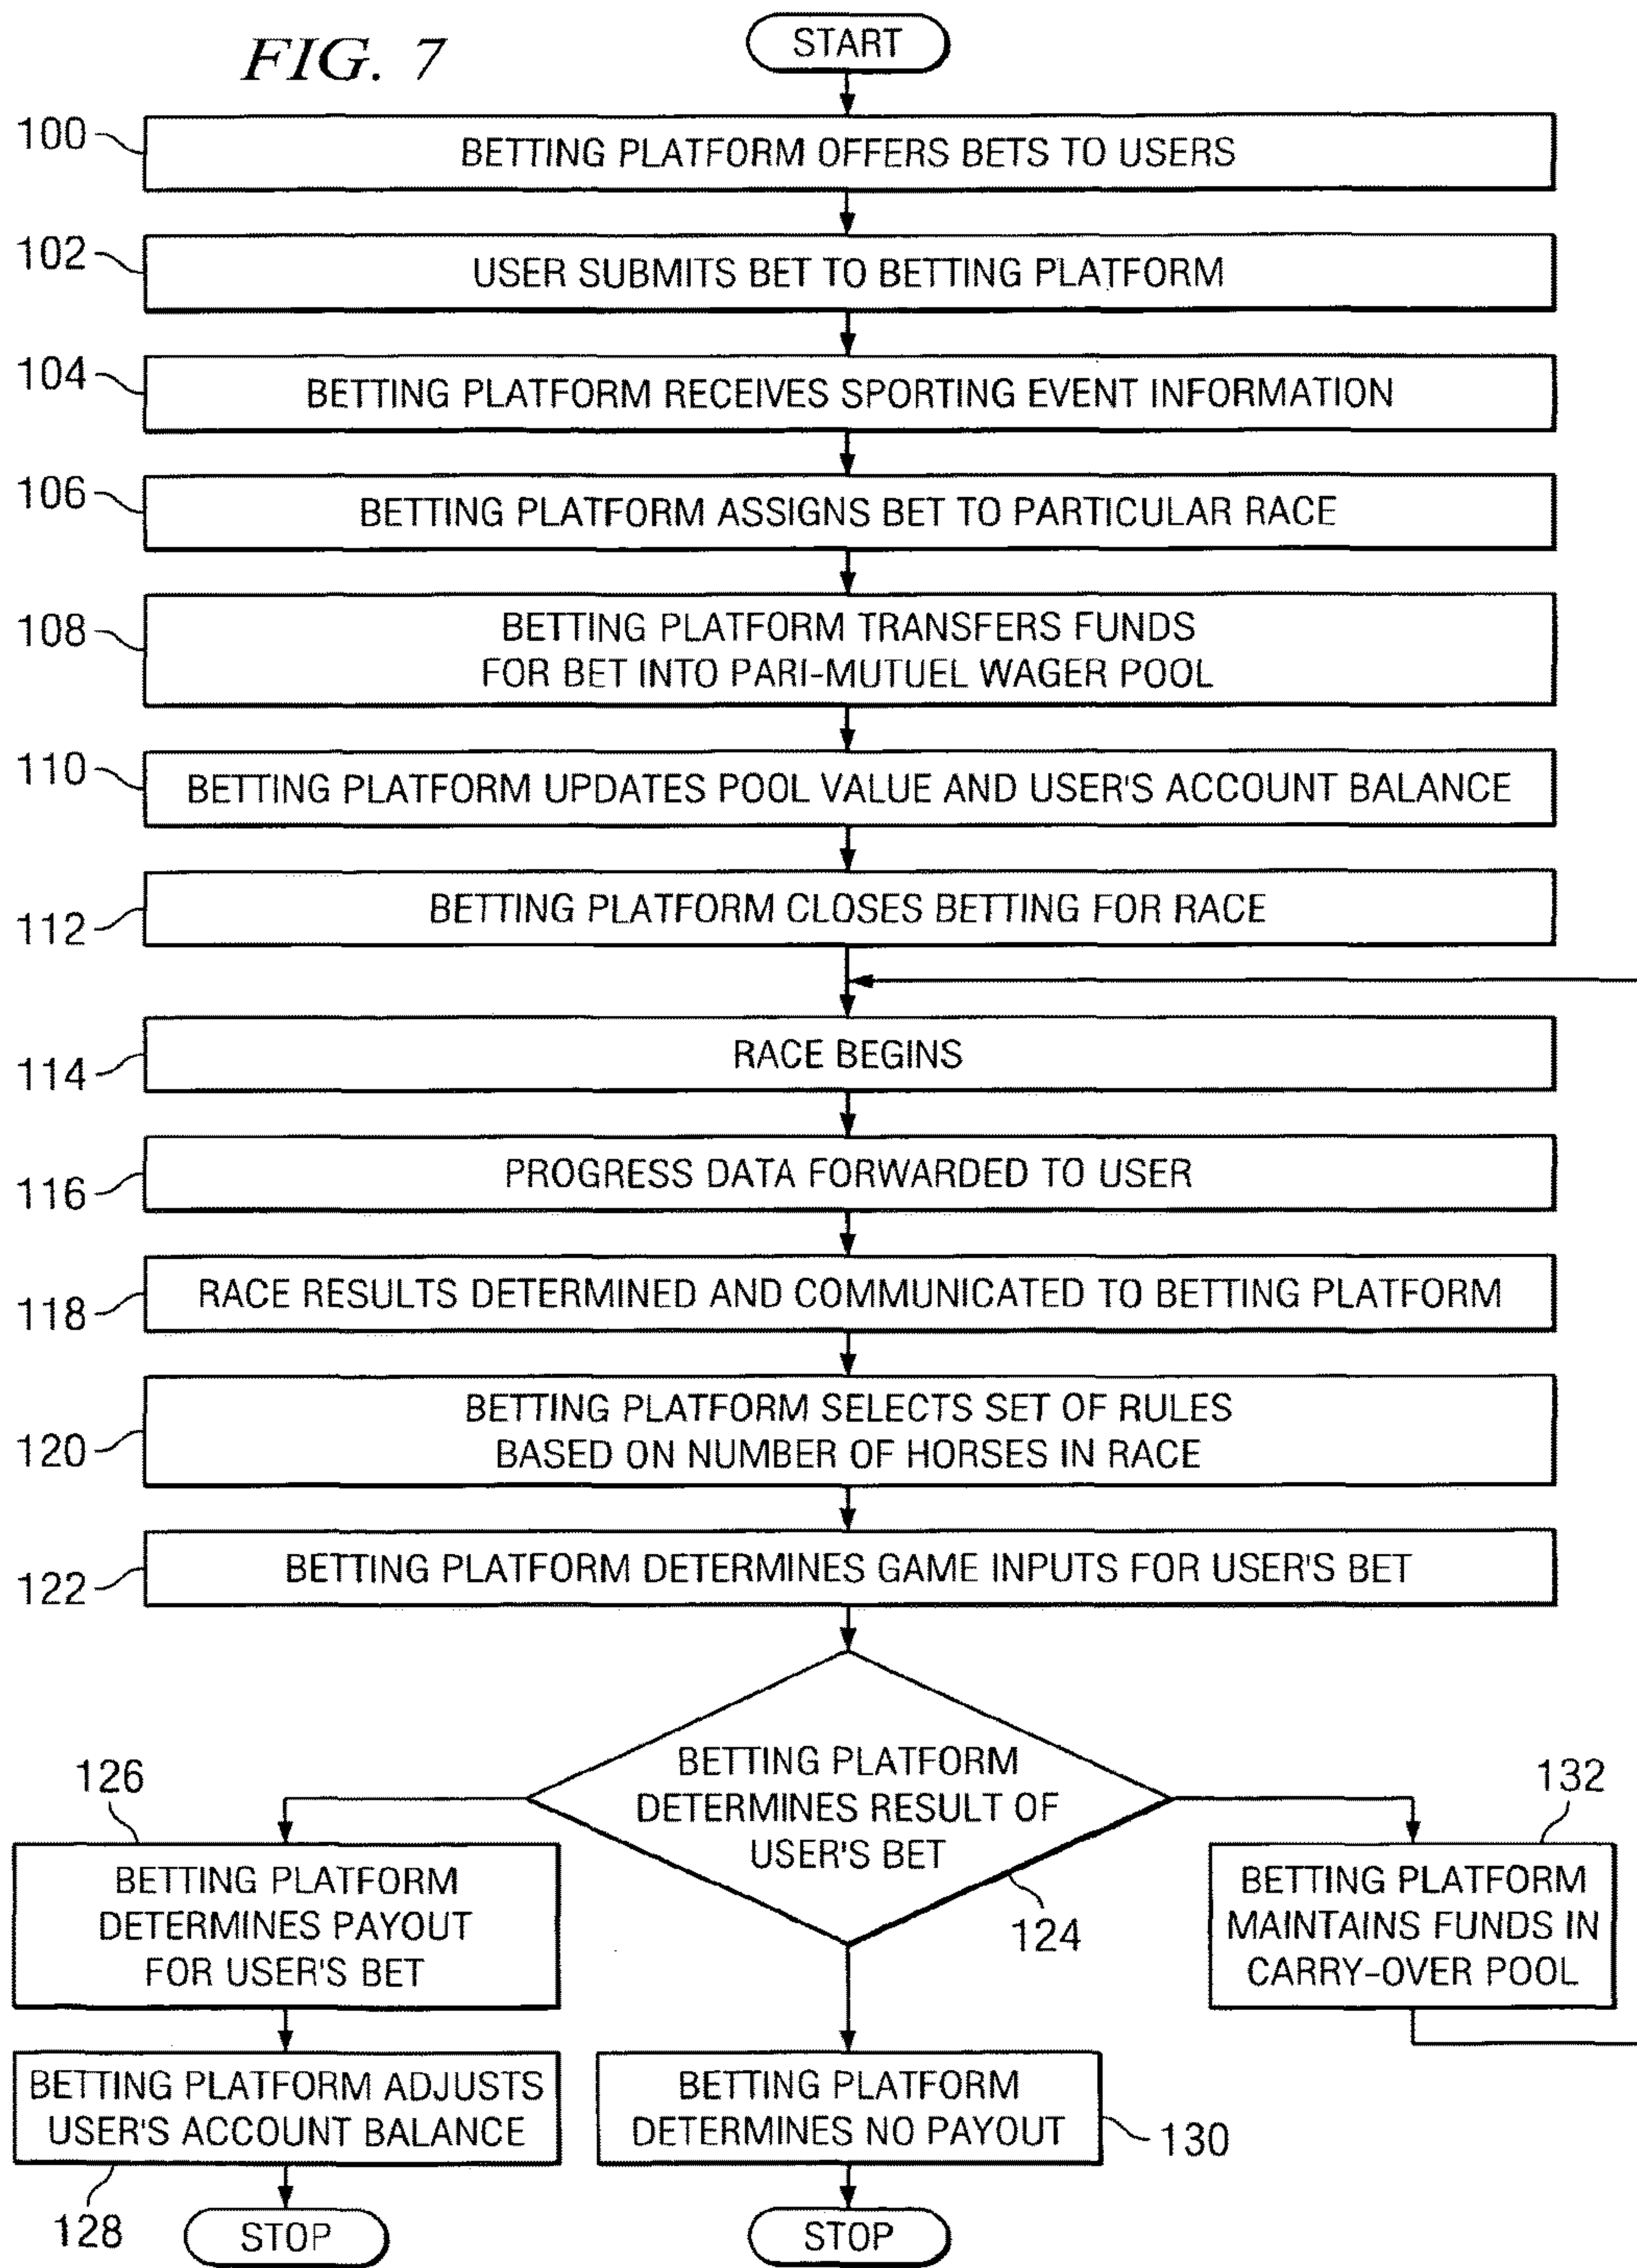 FIG. 7
START
100
BETTING PLATFORM OFFERS BETS TO USERS
102
USER SUBMITS BET TO BETTING PLATFORM
104
BETTING PLATFORM RECEIVES SPORTING EVENT INFORMATION
106
BETTING PLATFORM ASSIGNS BET TO PARTICULAR RACE
108
BETTING PLATFORM TRANSFERS FUNDS
FOR BET INTO PARI-MUTUEL WAGER POOL
110
BETTING PLATFORM UPDATES POOL VALUE AND USER'S ACCOUNT BALANCE
112
BETTING PLATFORM CLOSES BETTING FOR RACE
114
RACE BEGINS
116
PROGRESS DATA FORWARDED TO USER
118
RACE RESULTS DETERMINED AND COMMUNICATED TO BETTING PLATFORM
120
BETTING PLATFORM SELECTS SET OF RULES
BASED ON NUMBER OF HORSES IN RACE
122
BETTING PLATFORM DETERMINES GAME INPUTS FOR USER'S BET
BETTING PLATFORM
DETERMINES RESULT OF
USER'S BET
124
126
BETTING PLATFORM
DETERMINES PAYOUT
FOR USER'S BET
132
BETTING PLATFORM
MAINTAINS FUNDS IN
CARRY-OVER POOL
BETTING PLATFORM ADJUSTS
USER'S ACCOUNT BALANCE
128
STOP
BETTING PLATFORM
DETERMINES NO PAYOUT
130
STOP